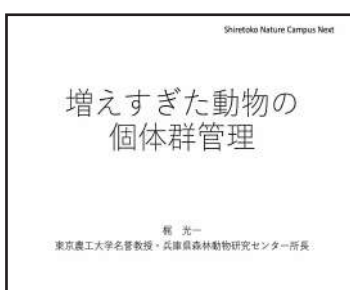 Shiretoko Nature Campus Next
増えすぎた動物の
個体群管理
梶 光一
東京農工大学名誉教授・兵庫県森林動物研究センター所長